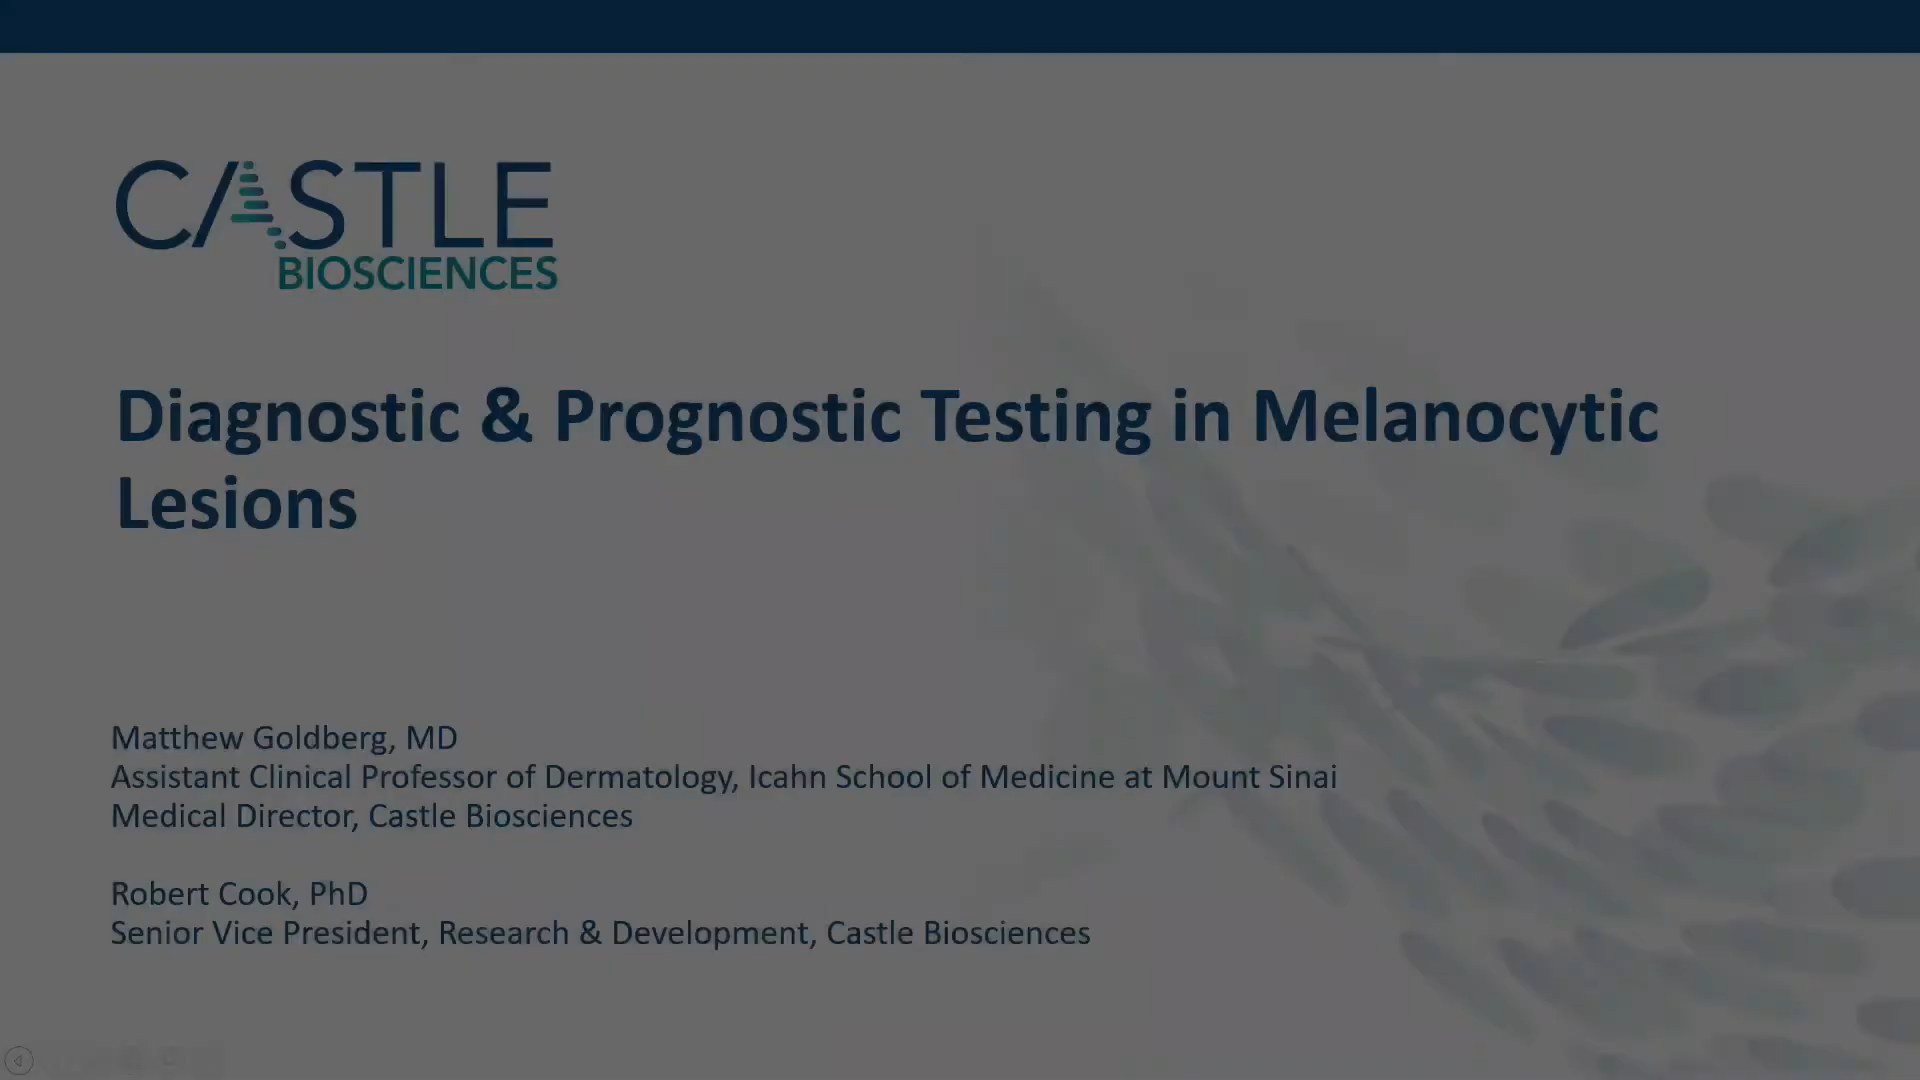 CASTLE
BIOSCIENCES
Diagnostic & Prognostic Testing in Melanocytic
Lesions
Matthew Goldberg, MD
Assistant Clinical Professor of Dermatology, Icahn School of Medicine at Mount Sinai
Medical Director, Castle Biosciences
Robert Cook, PhD
Senior Vice President, Research & Development, Castle Biosciences